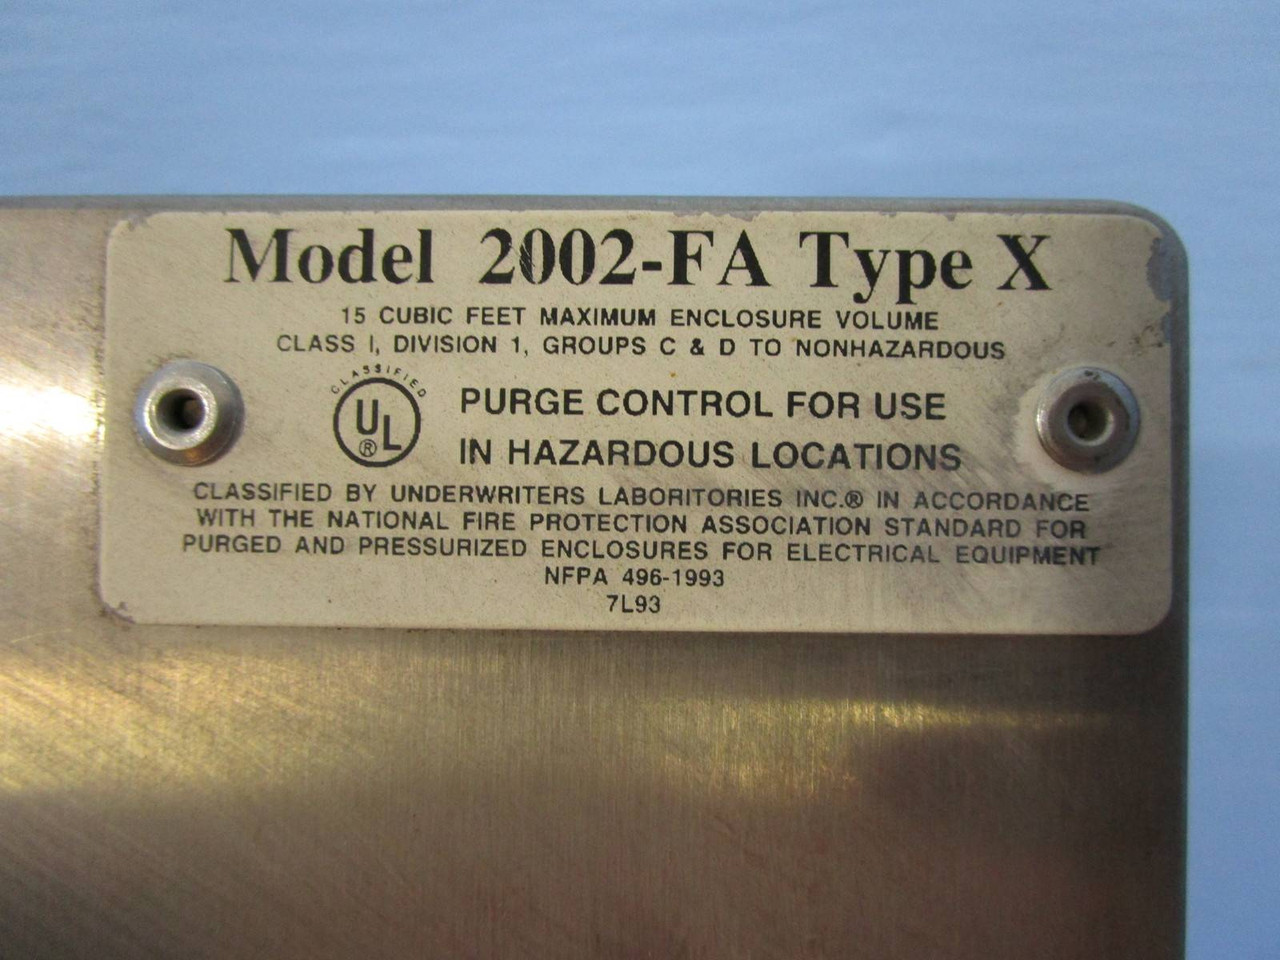 Model 2002-FA Type X
15 CUBIC FEET MAXIMUM ENCLOSURE VOLUME
CLASS I, DIVISION 1, GROUPS C & D TO NONHAZARDOUS
CLASSIFIED
UL®
PURGE CONTROL FOR USE
IN HAZARDOUS LOCATIONS
CLASSIFIED BY UNDERWRITERS LABORITORIES INC.® IN ACCORDANCE
WITH THE NATIONAL FIRE PROTECTION ASSOCIATION STANDARD FOR
PURGED AND PRESSURIZED ENCLOSURES FOR ELECTRICAL EQUIPMENT
NFPA 496-1993
7L93